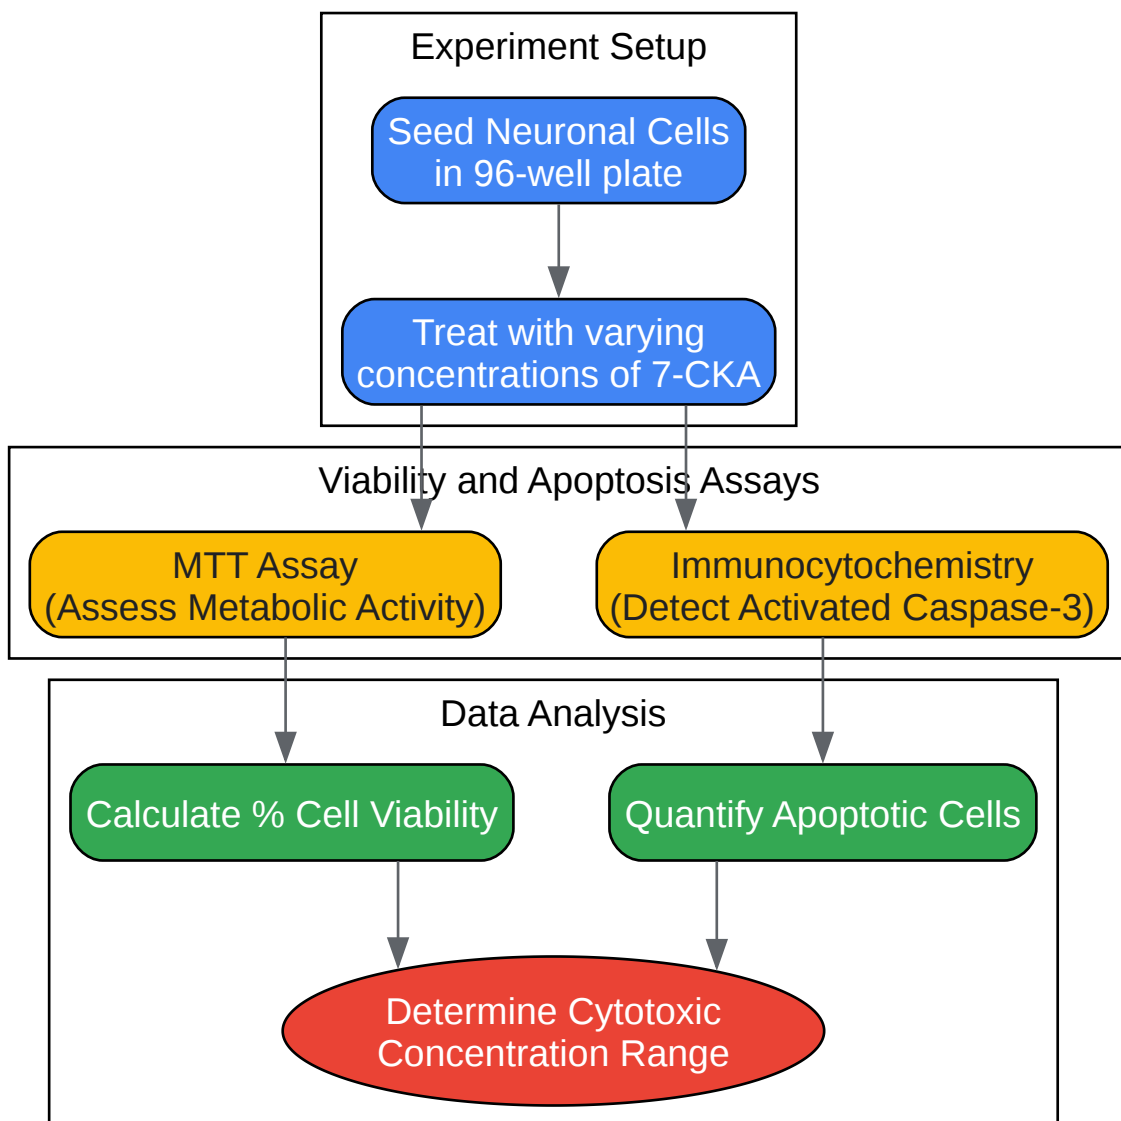 Experiment Setup
Seed Neuronal Cells
in 96-well plate
Treat with varying
concentrations of 7-CKA
Viability and Apoptosis Assays
MTT Assay
(Assess Metabolic Activity)
Immunocytochemistry
(Detect Activated Caspase-3)
Data Analysis
Calculate % Cell Viability
Quantify Apoptotic Cells
Determine Cytotoxic
Concentration Range